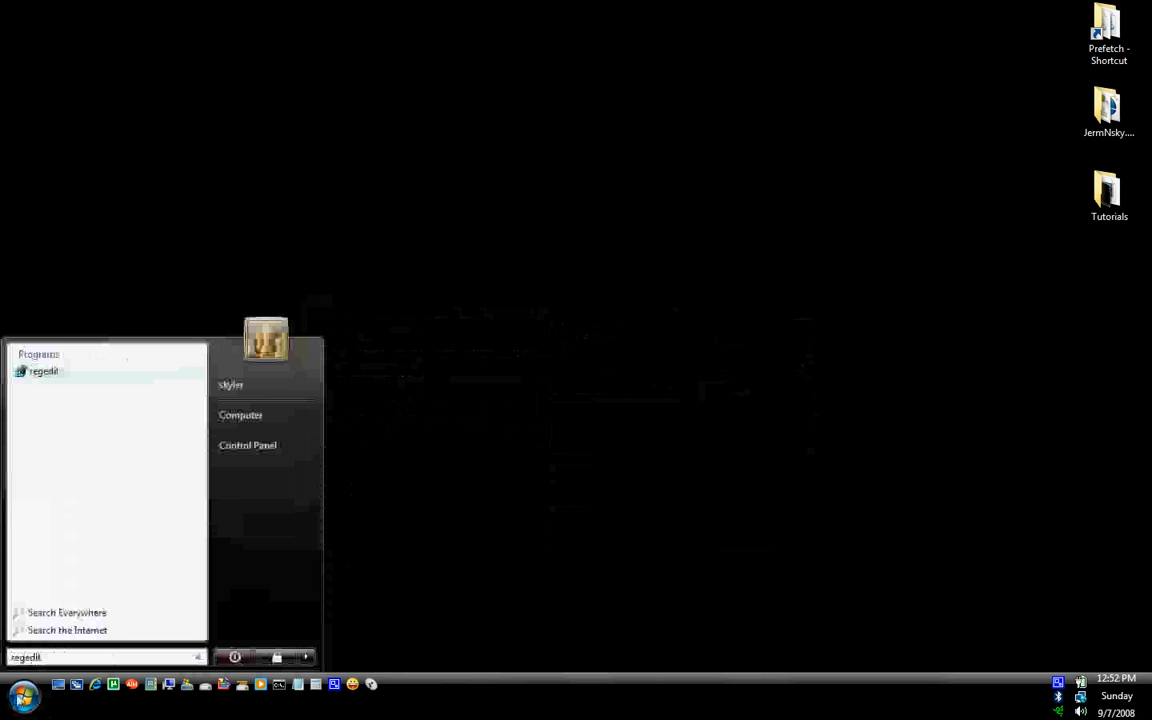 Prefetch -
Shortcut
JermNsky....
Tutorials
Programs
regedit
skyler
Computer
Control Panel
Search Everywhere
Search the Internet
regedit
12:52 PM
Sunday
9/7/2008